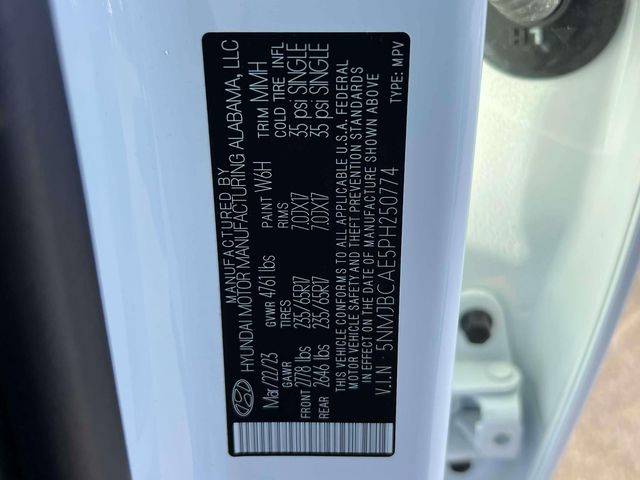 MANUFACTURED BY
HYUNDAI MOTOR MANUFACTURING ALABAMA, LLC
Mar/22/23 PAINT W6H TRIM MMH
GVWR 4761 lbs
GAWR TIRES RIMS COLD TIRE INFL
FRONT 2778 lbs 235/65R17 7.0JX17 35 psi SINGLE
REAR 2646 lbs 235/65R17 7.0JX17 35 psi SINGLE
THIS VEHICLE CONFORMS TO ALL APPLICABLE U.S.A. FEDERAL
MOTOR VEHICLE SAFETY AND THEFT PREVENTION STANDARDS
IN EFFECT ON THE DATE OF MANUFACTURE SHOWN ABOVE
V.I.N : 5NMJBCAE5PH250774 TYPE: MPV